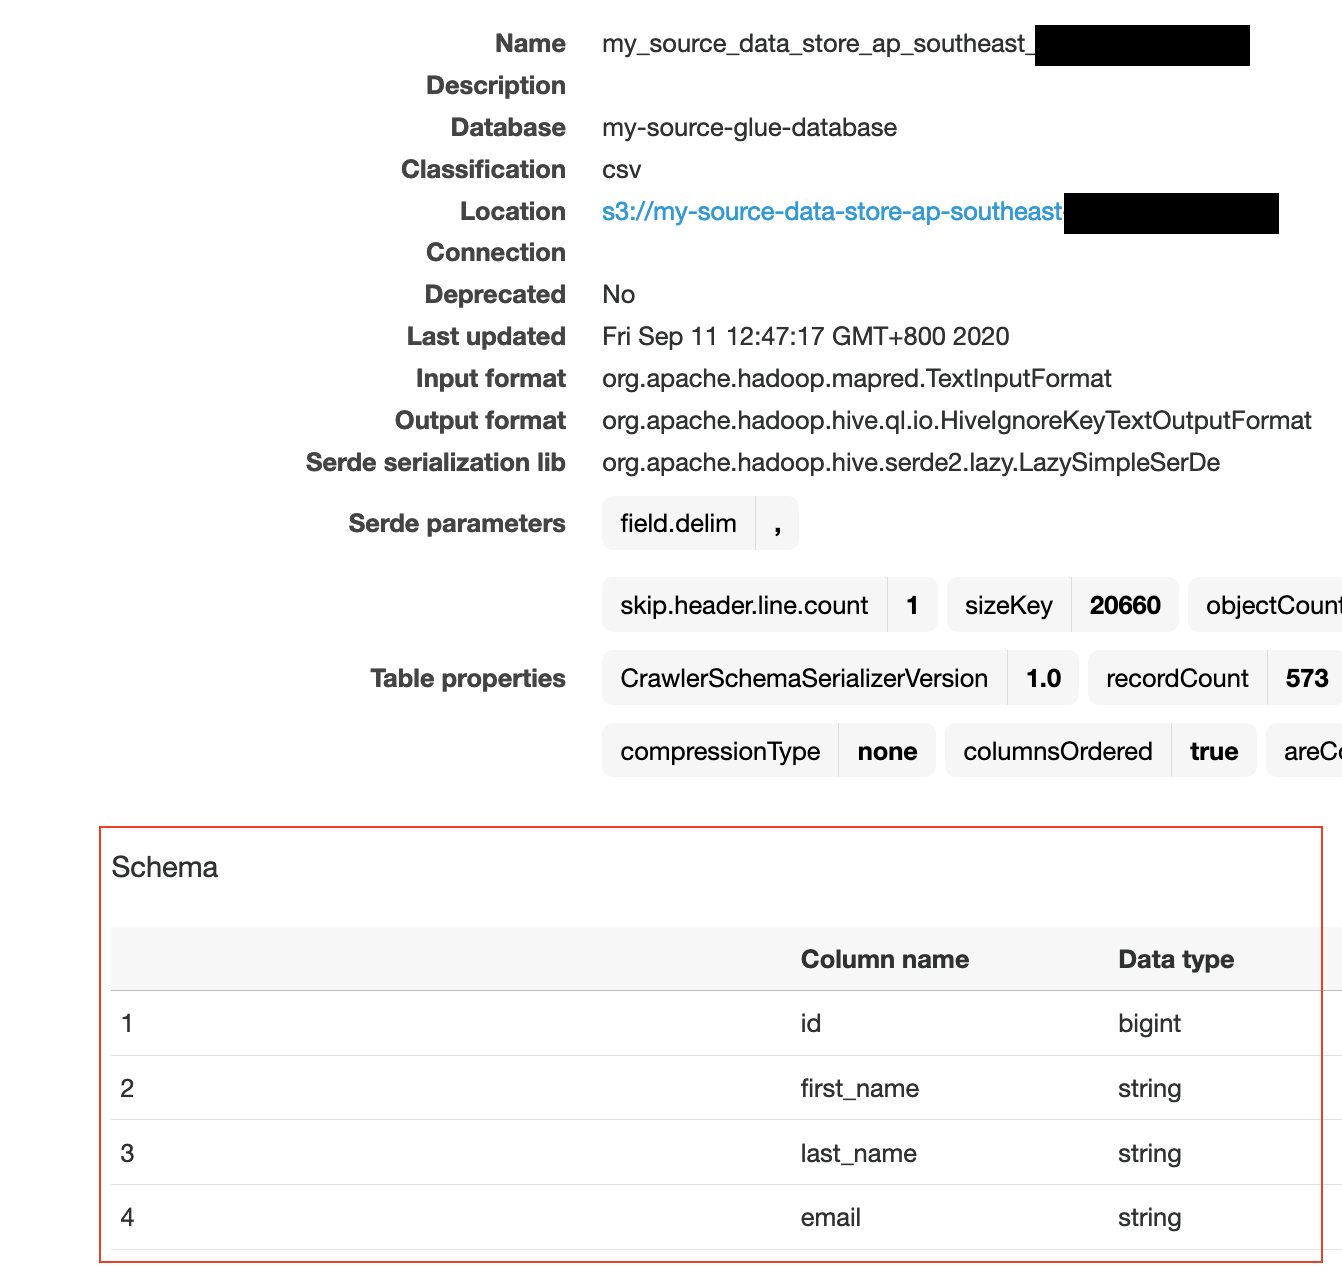 Name my_source_data_store_ap_southeast_
Description
Database my-source-glue-database
Classification csv
Location s3://my-source-data-store-ap-southeast-
Connection
Deprecated No
Last updated Fri Sep 11 12:47:17 GMT+800 2020
Input format org.apache.hadoop.mapred.TextInputFormat
Output format org.apache.hadoop.hive.ql.io.HiveIgnoreKeyTextOutputFormat
Serde serialization lib org.apache.hadoop.hive.serde2.lazy.LazySimpleSerDe
Serde parameters field.delim ,
skip.header.line.count 1 sizeKey 20660 objectCount
Table properties CrawlerSchemaSerializerVersion 1.0 recordCount 573
compressionType none columnsOrdered true
Schema
Column name Data type
1 id bigint
2 first_name string
3 last_name string
4 email string